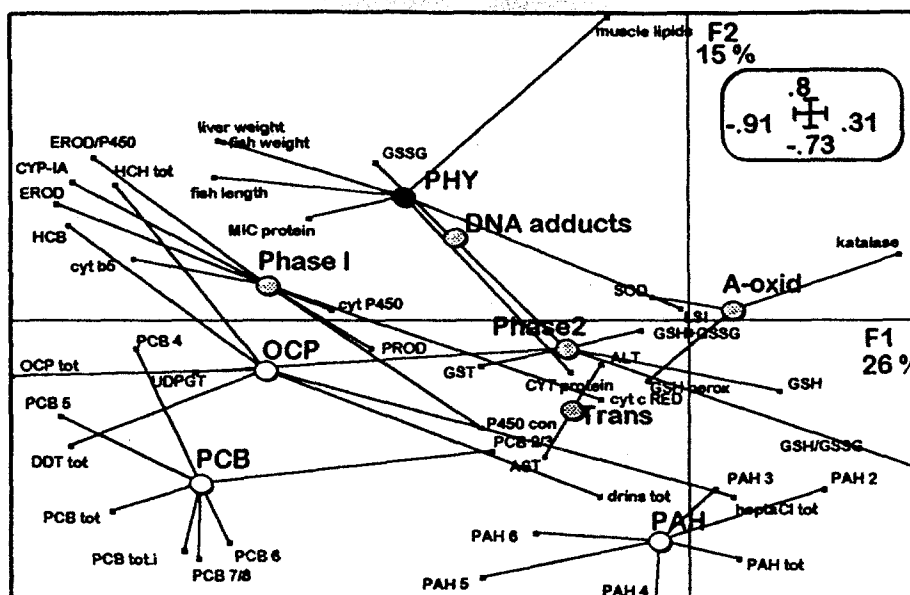 muscle lipids
F2
15 %
.8
-.91
.31
-.73
liver weight
fish weight
EROD/P450
HCH tot
GSSG
CYP-IA
PHY
EROD
fish length
MIC protein
DNA adducts
HCB
katalase
cyt b5
Phase I
A-oxid
SOD
LSI
cyt P450
Phase2
GSH+GSSG
F1
PCB 4
OCP
PROD
ALT
26 %
OCP tot
UDPGT
GST
CYT protein
GSH perox
GSH
cyt c RED
PCB 5
Trans
P450 con
DDT tot
PCB 9/3
GSH/GSSG
PCB
AST
PAH 3
PAH 2
drins tot
heptaCl tot
PCB tot
PAH
PAH 6
PCB tot.i
PCB 6
PAH tot
PCB 7/8
PAH 5
PAH 4